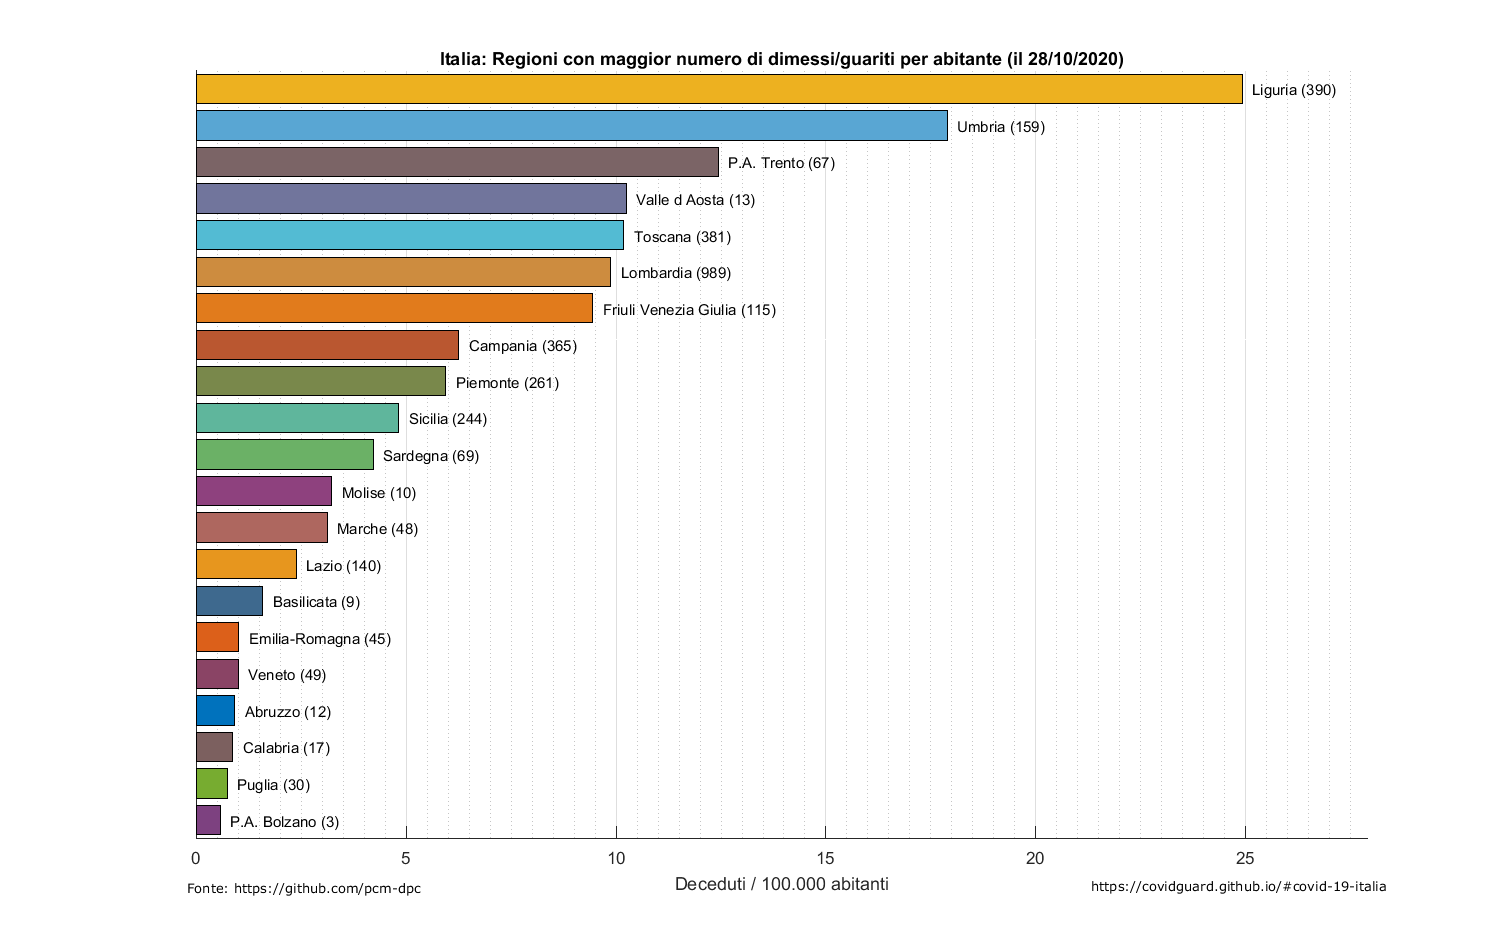 Italia: Regioni con maggior numero di dimessi/guariti per abitante (il 28/10/2020)
Liguria (390)
Umbria (159)
P.A. Trento (67)
Valle d Aosta (13)
Toscana (381)
Lombardia (989)
Friuli Venezia Giulia (115)
Campania (365)
Piemonte (261)
Sicilia (244)
Sardegna (69)
Molise (10)
Marche (48)
Lazio (140)
Basilicata (9)
Emilia-Romagna (45)
Veneto (49)
Abruzzo (12)
Calabria (17)
Puglia (30)
P.A. Bolzano (3)
0 5 10 15 20 25
Deceduti / 100.000 abitanti
Fonte: https://github.com/pcm-dpc
https://covidguard.github.io/#covid-19-italia